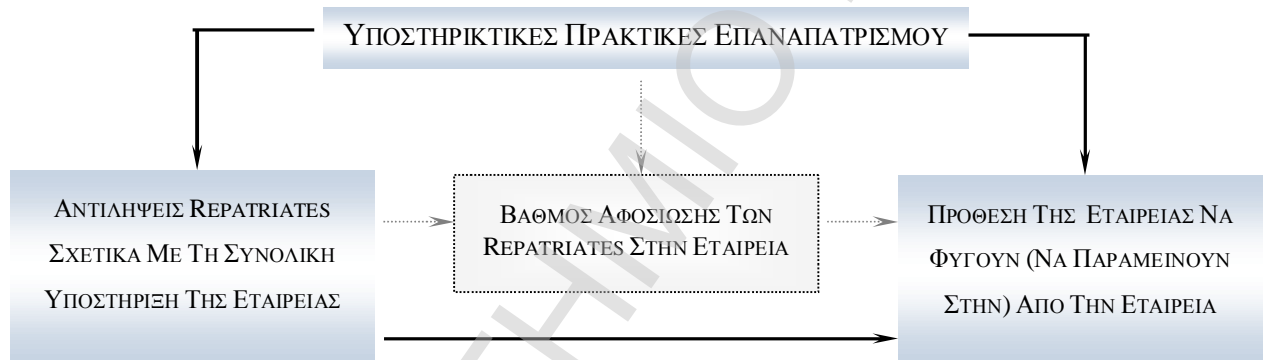 ΥΠΟΣΤΗΡΙΚΤΙΚΕΣ ΠΡΑΚΤΙΚΕΣ ΕΠΑΝΑΠΑΤΡΙΣΜΟΥ
ΑΝΤΙΛΗΨΕΙΣ REPATRIATES
ΣΧΕΤΙΚΑ ΜΕ ΤΗ ΣΥΝΟΛΙΚΗ
ΥΠΟΣΤΗΡΙΞΗ ΤΗΣ ΕΤΑΙΡΕΙΑΣ
ΒΑΘΜΟΣ ΑΦΟΣΙΩΣΗΣ ΤΩΝ
REPATRIATES ΣΤΗΝ ΕΤΑΙΡΕΙΑ
ΠΡΟΘΕΣΗ ΤΗΣ ΕΤΑΙΡΕΙΑΣ ΝΑ
ΦΥΓΟΥΝ (ΝΑ ΠΑΡΑΜΕΙΝΟΥΝ
ΣΤΗΝ) ΑΠΟ ΤΗΝ ΕΤΑΙΡΕΙΑ